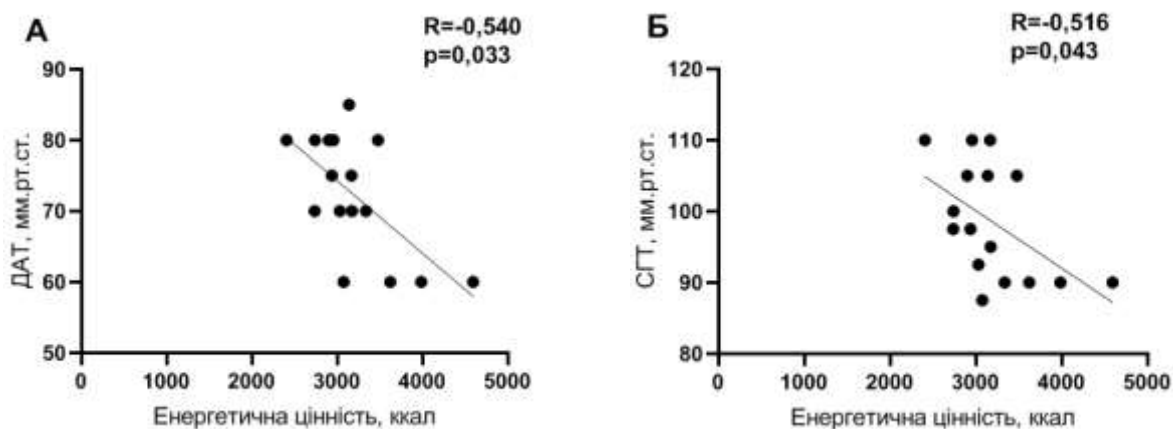 А
R=-0,540
p=0,033
90
80
70
60
50
ДАТ, мм.рт.ст.
0 1000 2000 3000 4000 5000
Енергетична цінність, ккал
Б
R=-0,516
p=0,043
120
110
100
90
80
СГТ, мм.рт.ст.
0 1000 2000 3000 4000 5000
Енергетична цінність, ккал